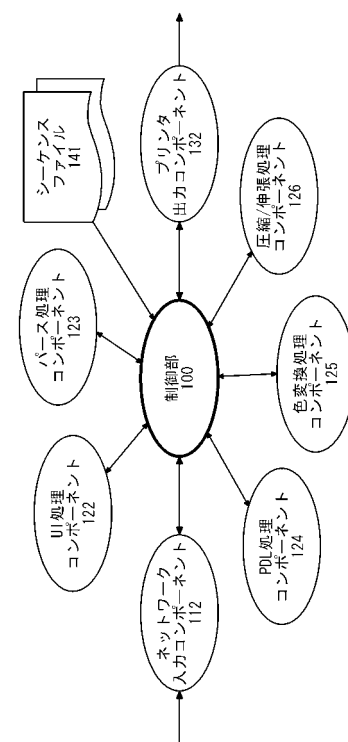 シーケンス
ファイル
141
パース処理
コンポーネント
123
UI処理
コンポーネント
122
プリンタ
出力コンポーネント
132
制御部
100
ネットワーク
入力コンポーネント
112
圧縮/伸張処理
コンポーネント
126
色変換処理
コンポーネント
125
PDL処理
コンポーネント
124